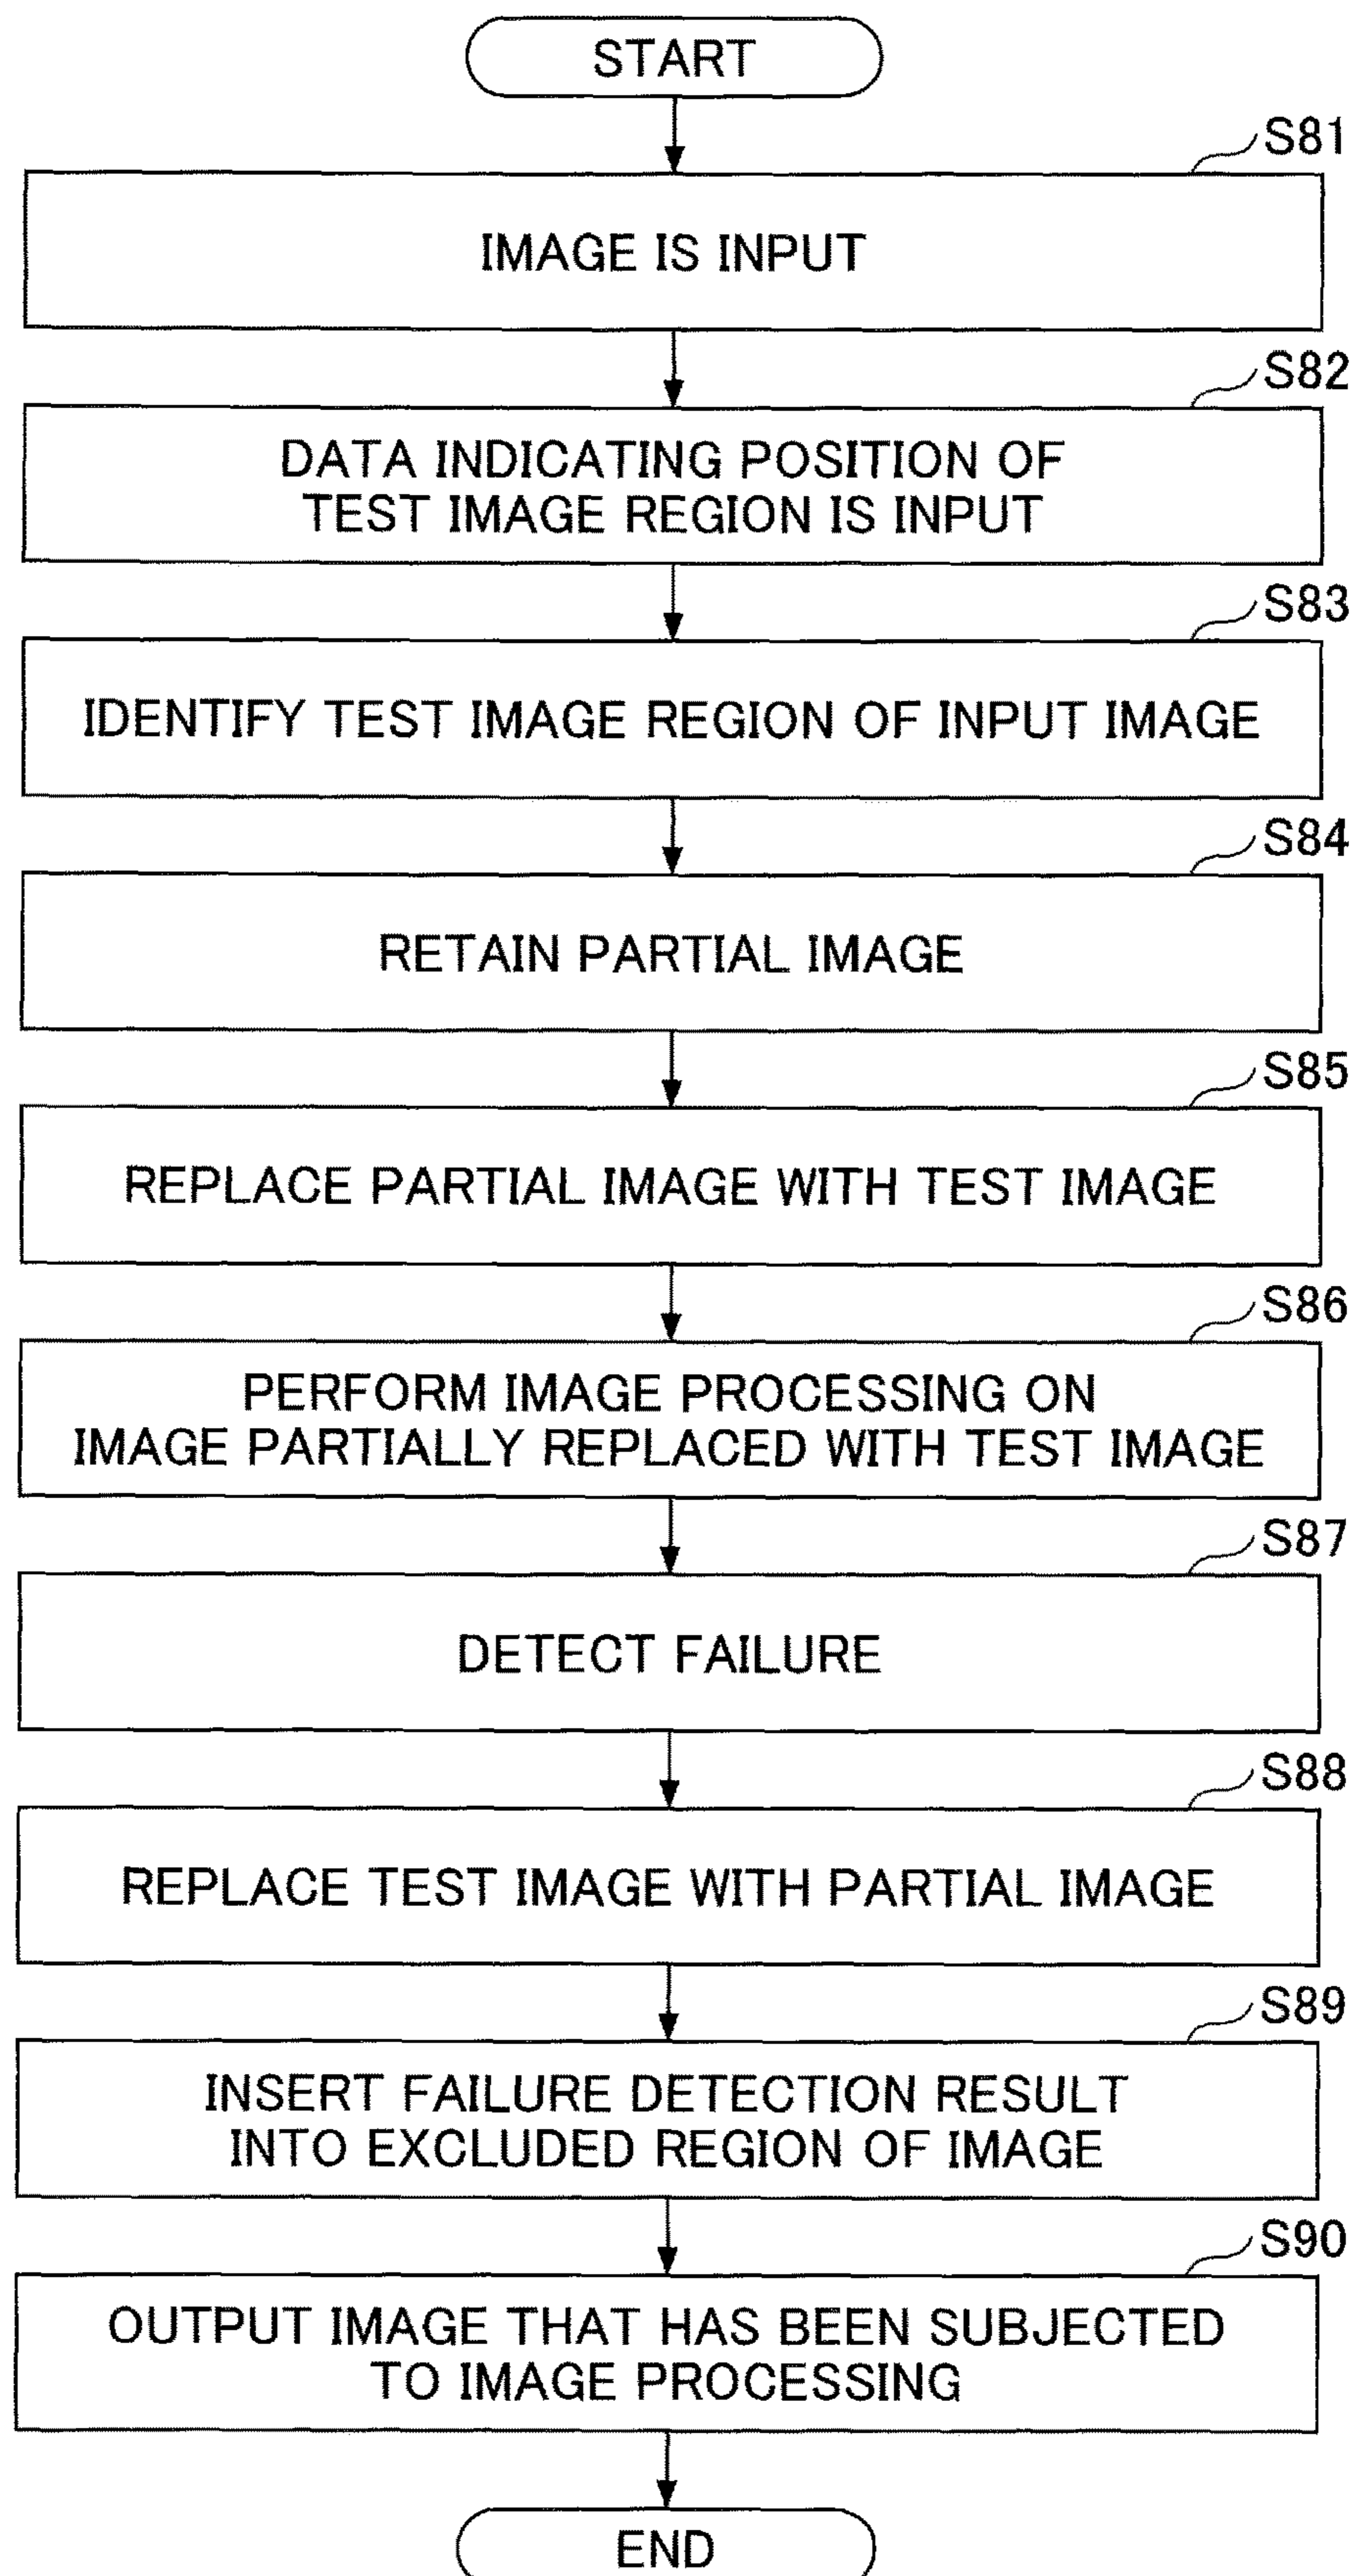 START
S81
IMAGE IS INPUT
S82
DATA INDICATING POSITION OF
TEST IMAGE REGION IS INPUT
S83
IDENTIFY TEST IMAGE REGION OF INPUT IMAGE
S84
RETAIN PARTIAL IMAGE
S85
REPLACE PARTIAL IMAGE WITH TEST IMAGE
S86
PERFORM IMAGE PROCESSING ON
IMAGE PARTIALLY REPLACED WITH TEST IMAGE
S87
DETECT FAILURE
S88
REPLACE TEST IMAGE WITH PARTIAL IMAGE
S89
INSERT FAILURE DETECTION RESULT
INTO EXCLUDED REGION OF IMAGE
S90
OUTPUT IMAGE THAT HAS BEEN SUBJECTED
TO IMAGE PROCESSING
END